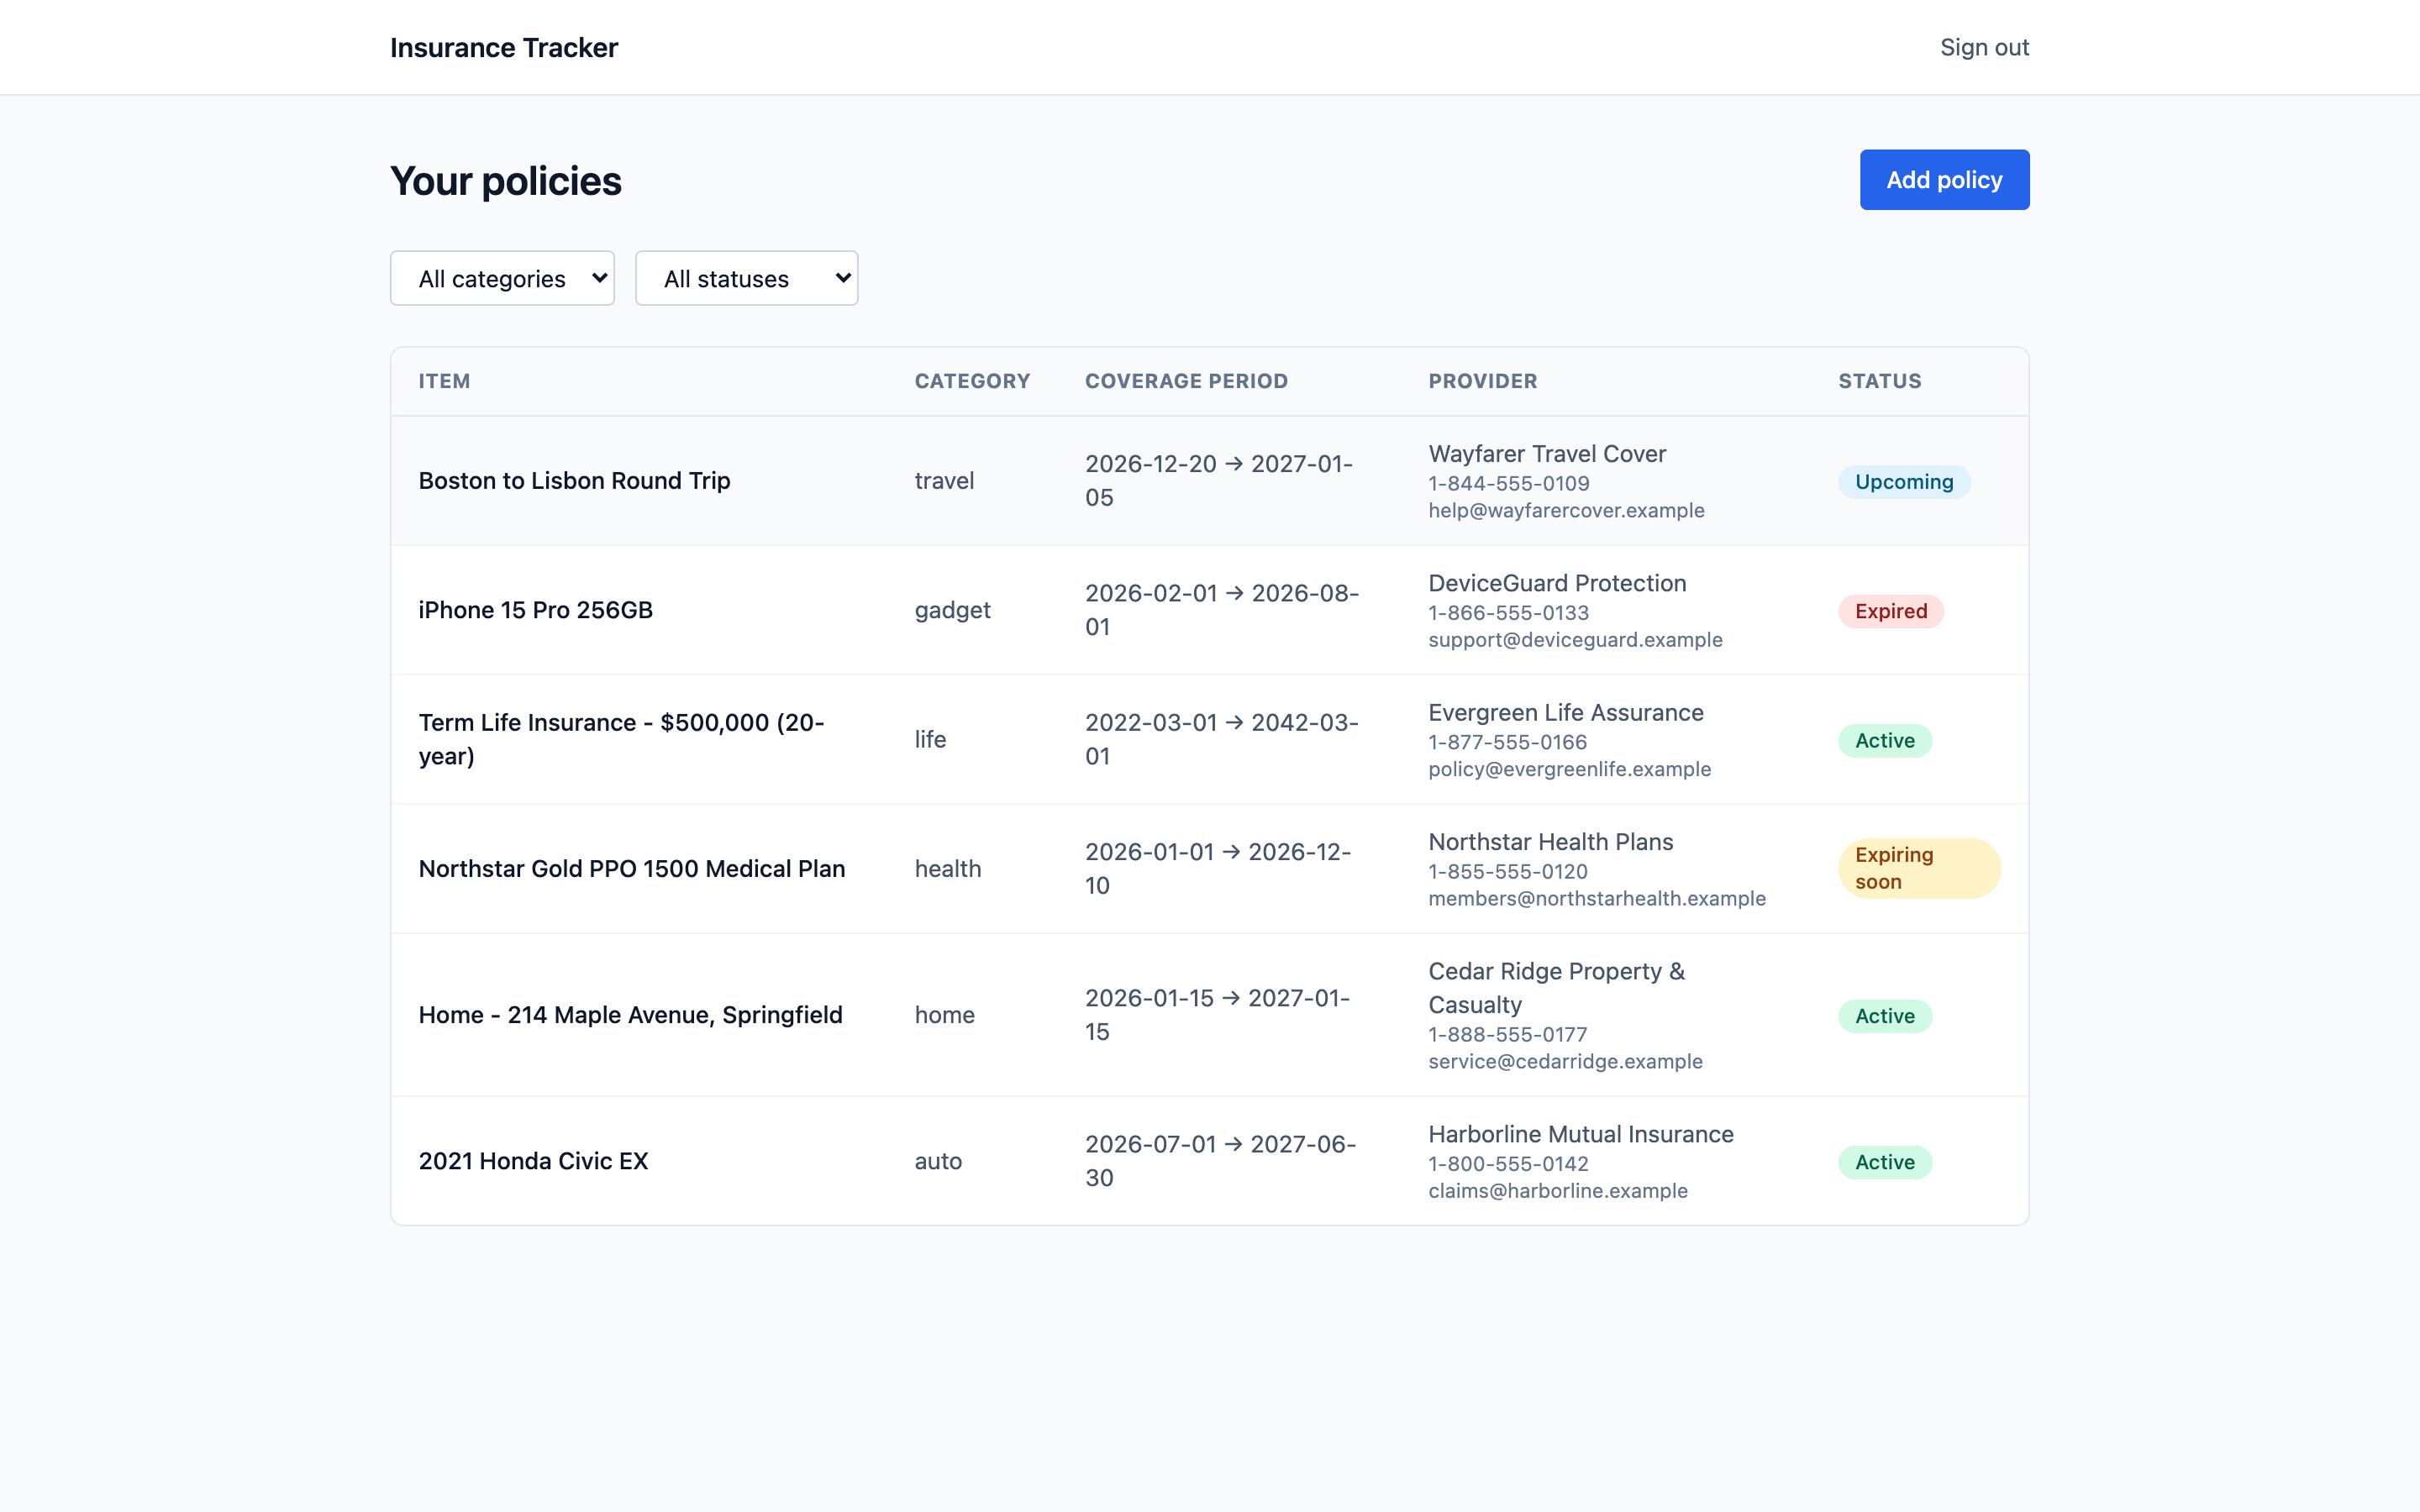 Insurance Tracker
Sign out
Your policies
Add policy
All categories
All statuses
ITEM CATEGORY COVERAGE PERIOD PROVIDER STATUS
Boston to Lisbon Round Trip
travel
2026-12-20 → 2027-01-
05
Wayfarer Travel Cover
1-844-555-0109
help@wayfarercover.example
Upcoming
iPhone 15 Pro 256GB
gadget
2026-02-01 → 2026-08-
01
DeviceGuard Protection
1-866-555-0133
support@deviceguard.example
Expired
Term Life Insurance - $500,000 (20-
year)
life
2022-03-01 → 2042-03-
01
Evergreen Life Assurance
1-877-555-0166
policy@evergreenlife.example
Active
Northstar Gold PPO 1500 Medical Plan
health
2026-01-01 → 2026-12-
10
Northstar Health Plans
1-855-555-0120
members@northstarhealth.example
Expiring
soon
Home - 214 Maple Avenue, Springfield
home
2026-01-15 → 2027-01-
15
Cedar Ridge Property &
Casualty
1-888-555-0177
service@cedarridge.example
Active
2021 Honda Civic EX
auto
2026-07-01 → 2027-06-
30
Harborline Mutual Insurance
1-800-555-0142
claims@harborline.example
Active